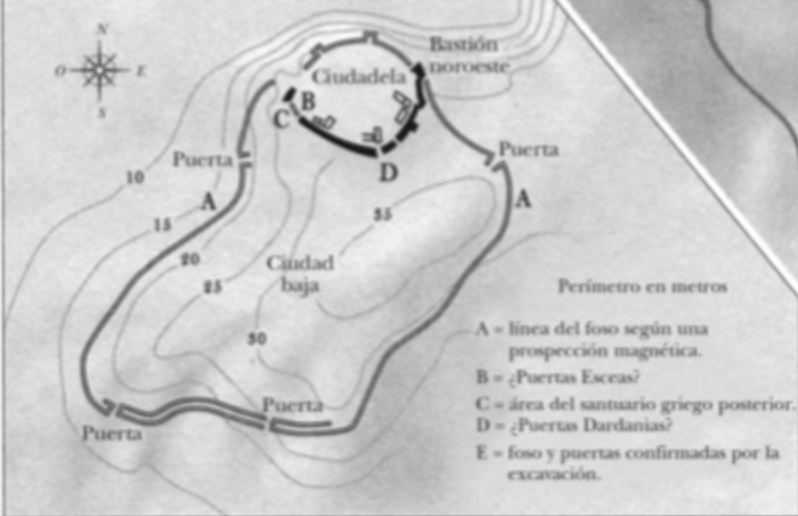 N
O
E
S
Bastión
noroeste
Ciudadela
B
C
Puerta
Puerta
D
10
A
A
15
35
20
Ciudad
baja
25
30
Puerta
Puerta
Perímetro en metros
A = línea del foso según una
prospección magnética.
B = ¿Puertas Esceas?
C = área del santuario griego posterior.
D = ¿Puertas Dardanias?
E = foso y puertas confirmadas por la
excavación.